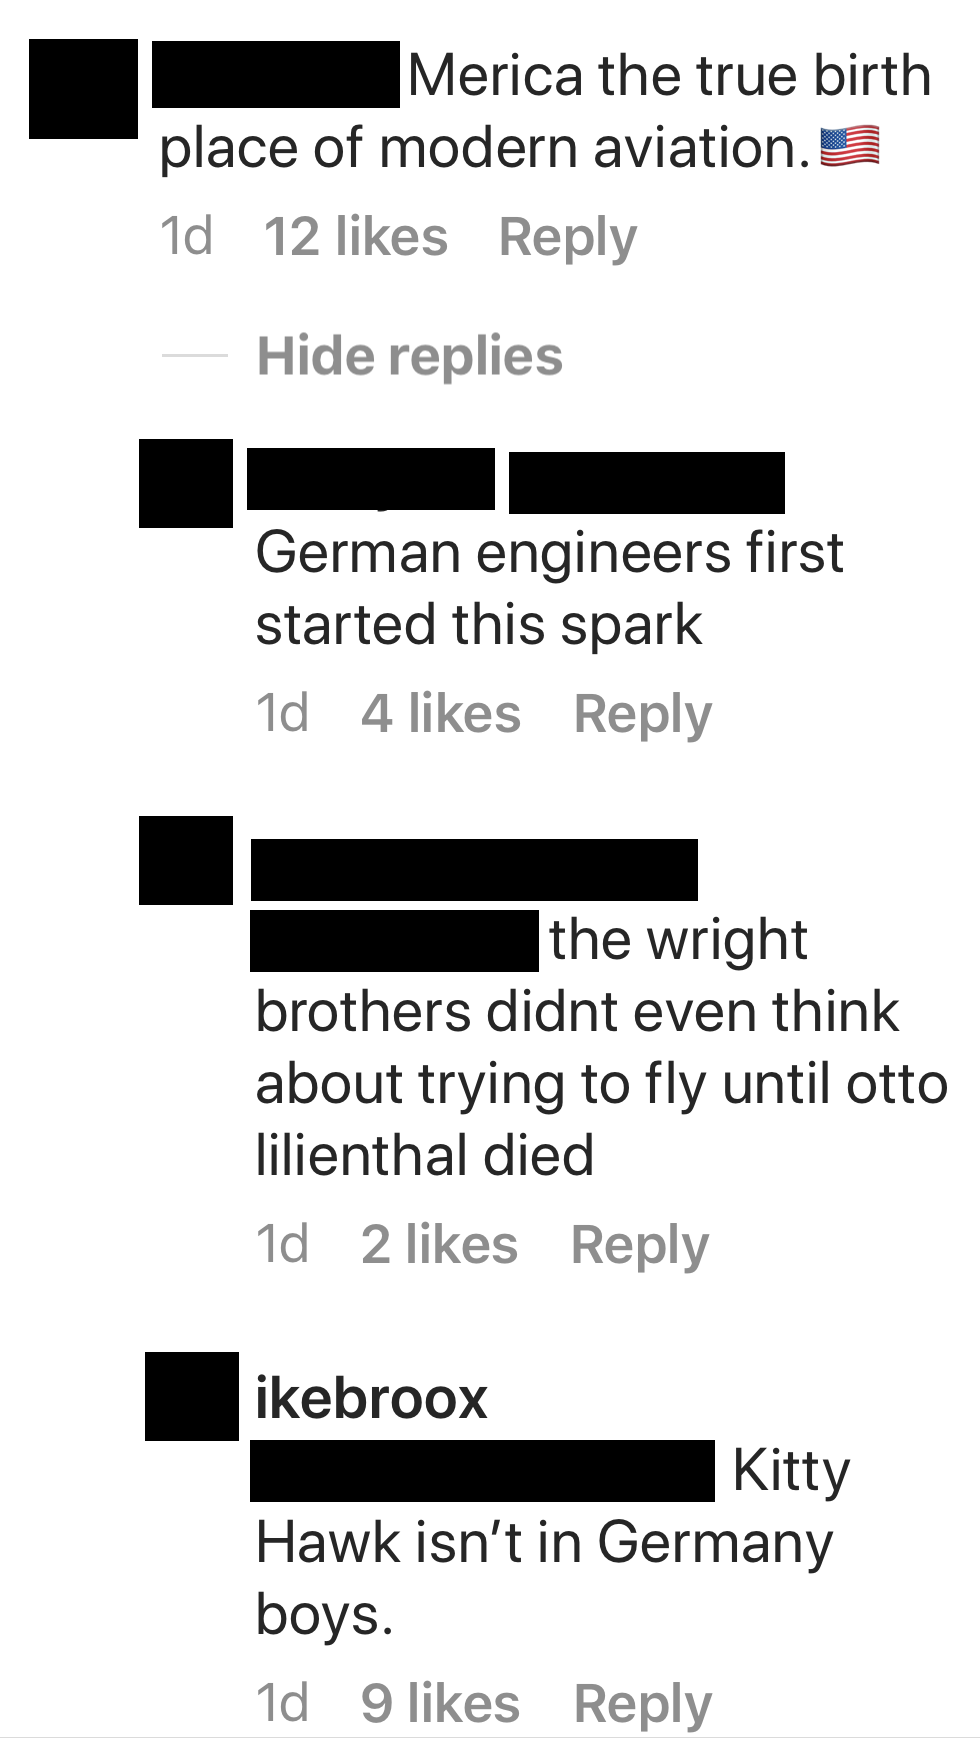 Merica the true birth
place of modern aviation.🇺🇸
1d 12 likes Reply
Hide replies
German engineers first
started this spark
1d 4 likes Reply
the wright
brothers didnt even think
about trying to fly until otto
lilienthal died
1d 2 likes Reply
ikebroox
Kitty
Hawk isn’t in Germany
boys.
1d 9 likes Reply